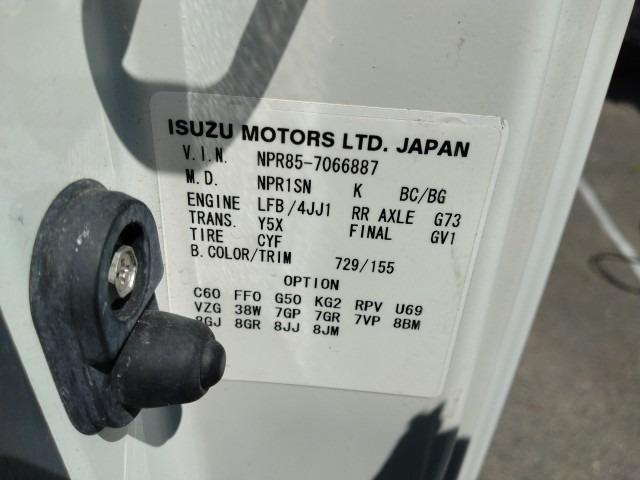 ISUZU MOTORS LTD. JAPAN
V.I.N. NPR85-7066887
M.D. NPR1SN K BC/BG
ENGINE LFB/4JJ1 RR AXLE G73
TRANS. Y5X FINAL GV1
TIRE CYF
B.COLOR/TRIM 729/155
OPTION
C60 FF0 G50 KG2 RPV U69
VZG 38W 7GP 7GR 7VP 8BM
8GJ 8GR 8JJ 8JM